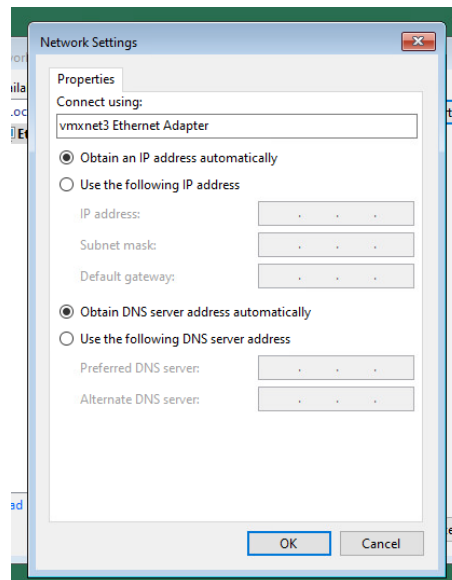 Network Settings
Properties
Connect using:
vmxnet3 Ethernet Adapter
Obtain an IP address automatically
Use the following IP address
IP address:
Subnet mask:
Default gateway:
Obtain DNS server address automatically
Use the following DNS server address
Preferred DNS server:
Alternate DNS server:
OK Cancel